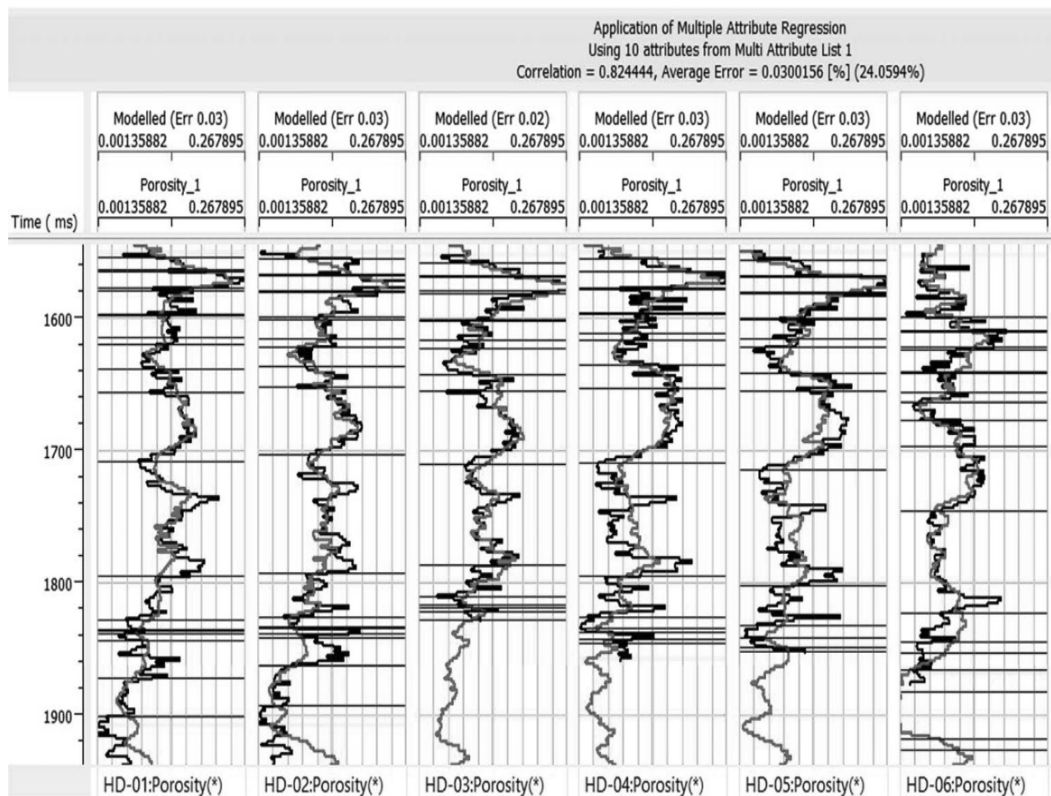 Application of Multiple Attribute Regression
Using 10 attributes from Multi Attribute List 1
Correlation = 0.824444, Average Error = 0.0300156 [%] (24.0594%)
Modelled (Err 0.03) Modelled (Err 0.03) Modelled (Err 0.02) Modelled (Err 0.03) Modelled (Err 0.03) Modelled (Err 0.03)
0.00135882 0.267895 0.00135882 0.267895 0.00135882 0.267895 0.00135882 0.267895 0.00135882 0.267895 0.00135882 0.267895
Porosity_1 Porosity_1 Porosity_1 Porosity_1 Porosity_1 Porosity_1
0.00135882 0.267895 0.00135882 0.267895 0.00135882 0.267895 0.00135882 0.267895 0.00135882 0.267895 0.00135882 0.267895
Time ( ms)
1600
1700
1800
1900
HD-01:Porosity(*) HD-02:Porosity(*) HD-03:Porosity(*) HD-04:Porosity(*) HD-05:Porosity(*) HD-06:Porosity(*)